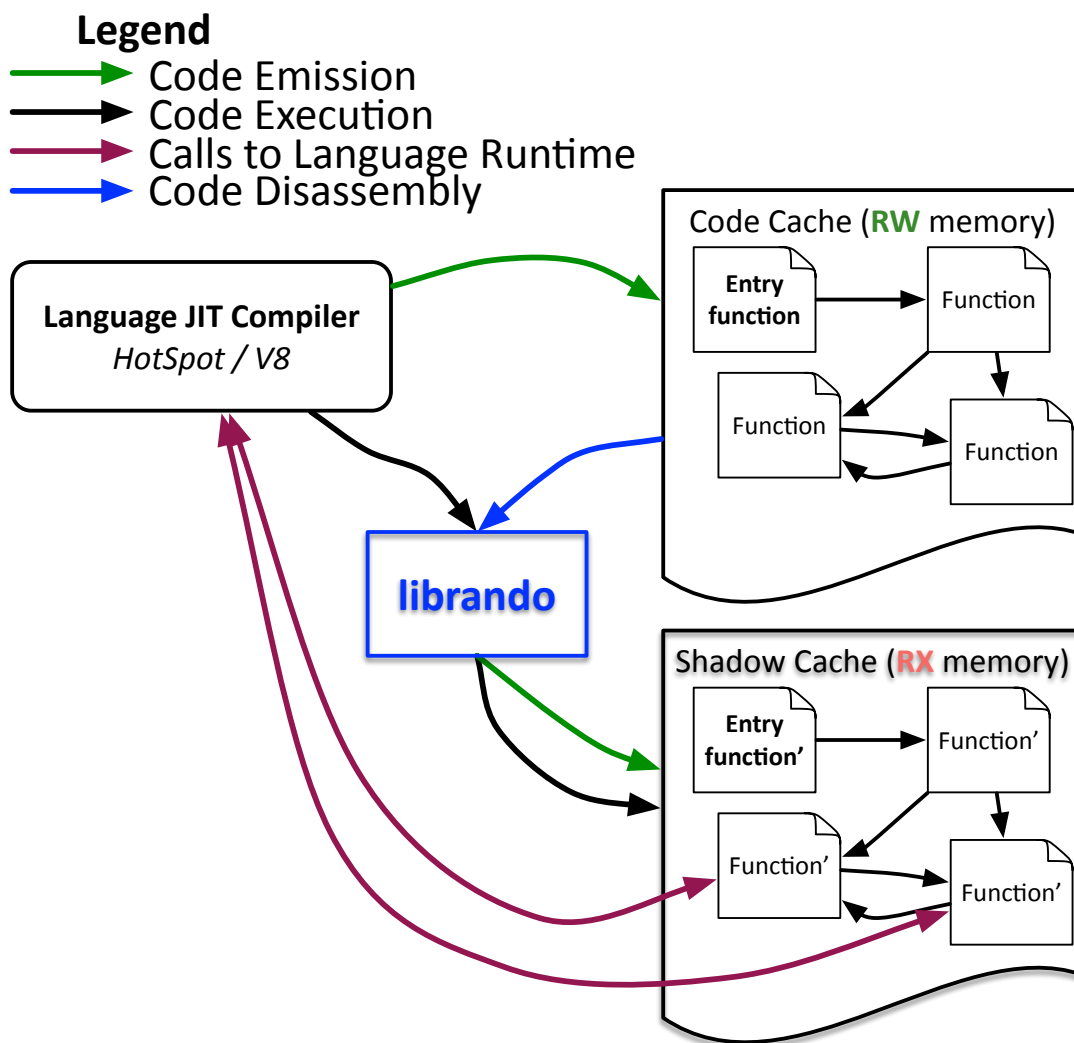 Legend
Code Emission
Code Execution
Calls to Language Runtime
Code Disassembly
Language JIT Compiler
HotSpot / V8
Code Cache (RW memory)
Entry
function
Function
Function
Function
librando
Shadow Cache (RX memory)
Entry
function’
Function’
Function’
Function’